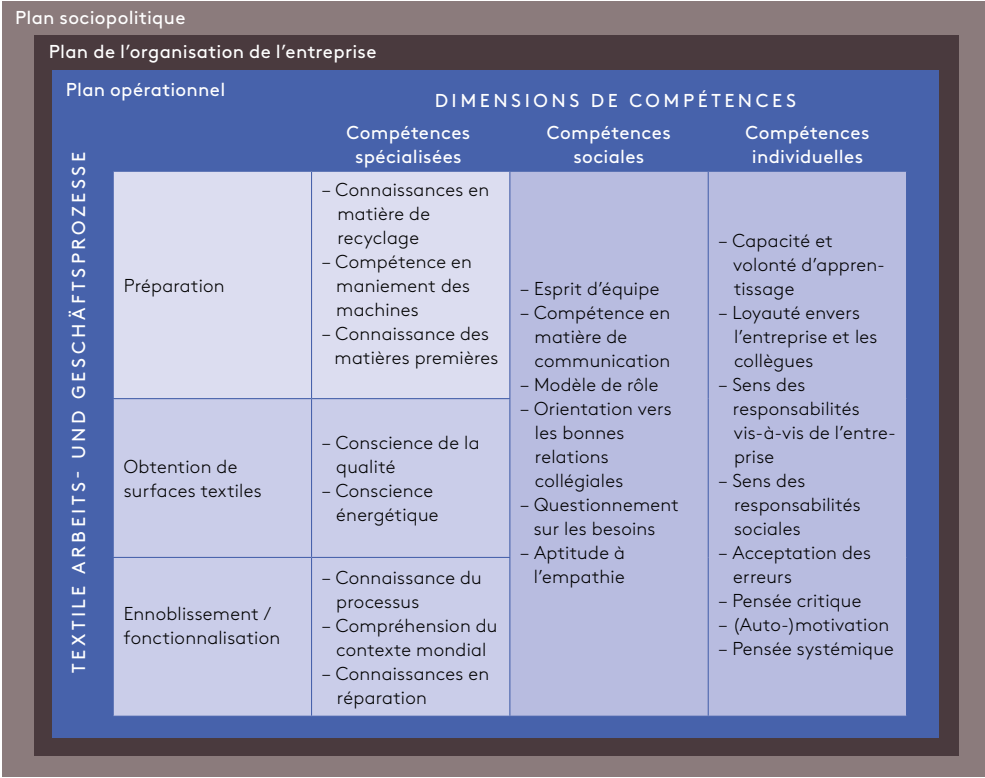 Plan sociopolitique
Plan de l’organisation de l’entreprise
Plan opérationnel
DIMENSIONS DE COMPÉTENCES
Compétences
spécialisées
Compétences
sociales
Compétences
individuelles
TEXTILE ARBEITS- UND GESCHÄFTSPROZESSE
Préparation
– Connaissances en
matière de
recyclage
– Compétence en
maniement des
machines
– Connaissance des
matières premières
Obtention de
surfaces textiles
– Conscience de la
qualité
– Conscience
énergétique
Ennoblissement /
fonctionnalisation
– Connaissance du
processus
– Compréhension du
contexte mondial
– Connaissances en
réparation
– Esprit d’équipe
– Compétence en
matière de
communication
– Modèle de rôle
– Orientation vers
les bonnes
relations
collégiales
– Questionnement
sur les besoins
– Aptitude à
l’empathie
– Capacité et
volonté d’appren-
tissage
– Loyauté envers
l’entreprise et les
collègues
– Sens des
responsabilités
vis-à-vis de l’entre-
prise
– Sens des
responsabilités
sociales
– Acceptation des
erreurs
– Pensée critique
– (Auto-)motivation
– Pensée systémique